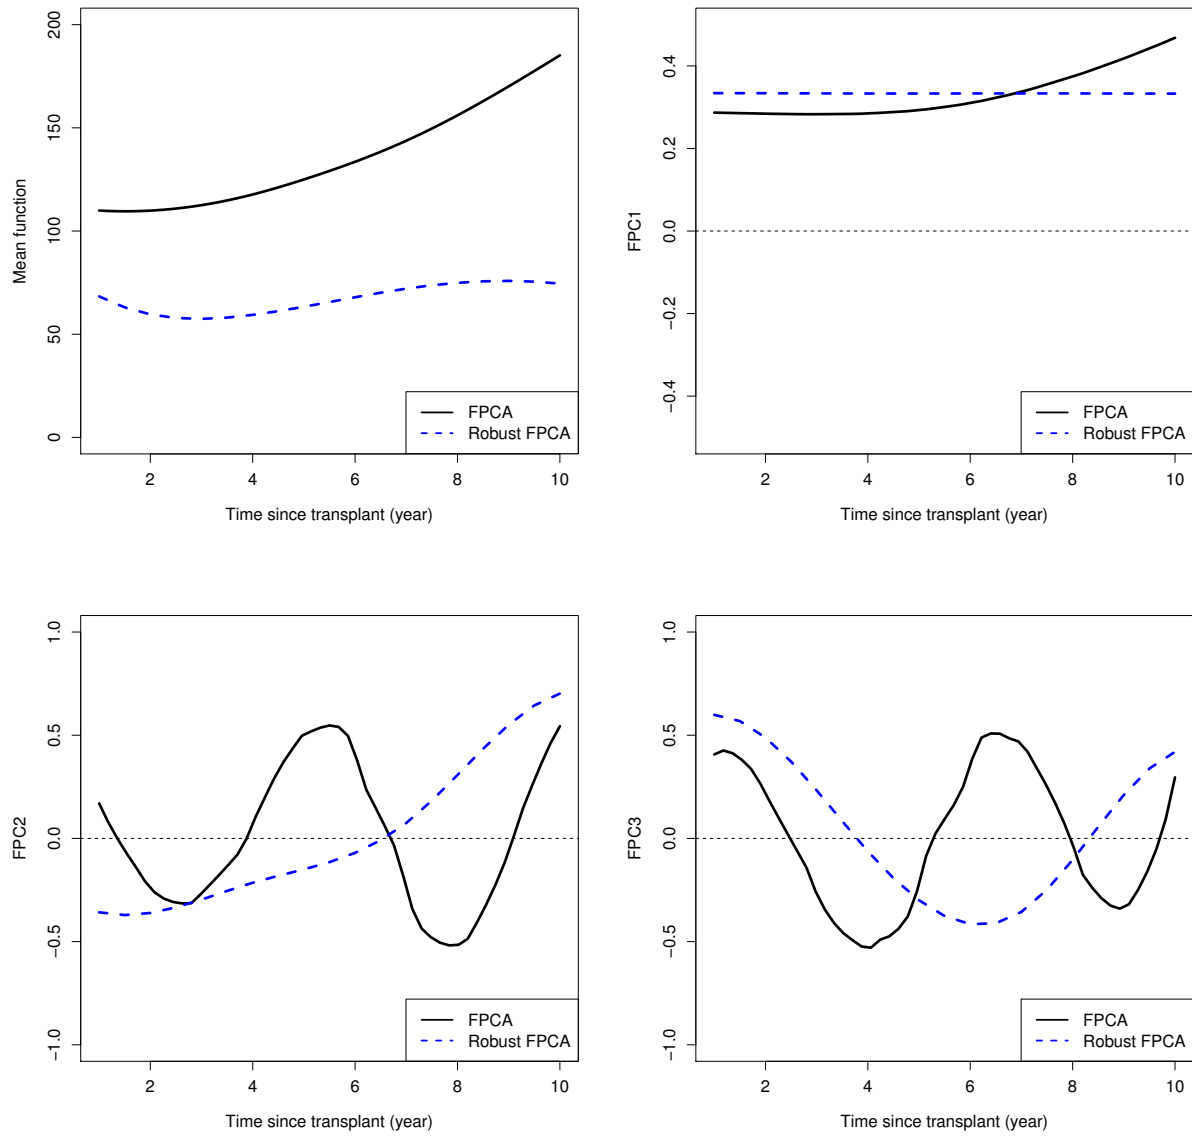 Mean function
200
150
100
50
0
FPCA
Robust FPCA
2 4 6 8 10
Time since transplant (year)
FPC1
0.4
0.2
0.0
−0.2
−0.4
FPCA
Robust FPCA
2 4 6 8 10
Time since transplant (year)
FPC2
1.0
0.5
0.0
−0.5
−1.0
FPCA
Robust FPCA
2 4 6 8 10
Time since transplant (year)
FPC3
1.0
0.5
0.0
−0.5
−1.0
FPCA
Robust FPCA
2 4 6 8 10
Time since transplant (year)